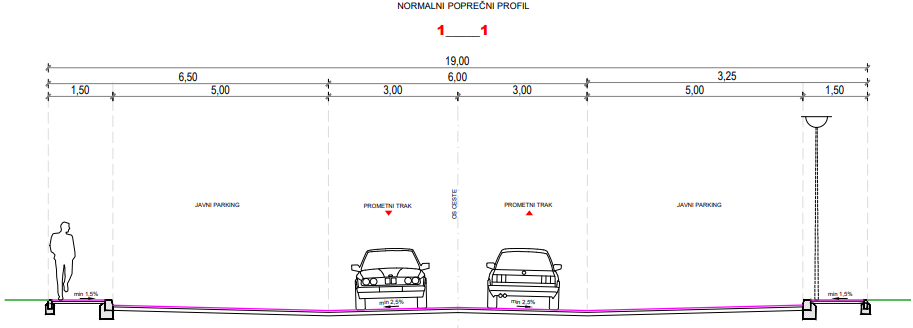 NORMALNI POPREČNI PROFIL
1____1
19,00
6,50 6,00 3,25
1,50 5,00 3,00 3,00 5,00 1,50
JAVNI PARKING PROMETNI TRAK OS CESTE PROMETNI TRAK JAVNI PARKING
min 1,5% min 2,5% min 2,5% min 1,5%